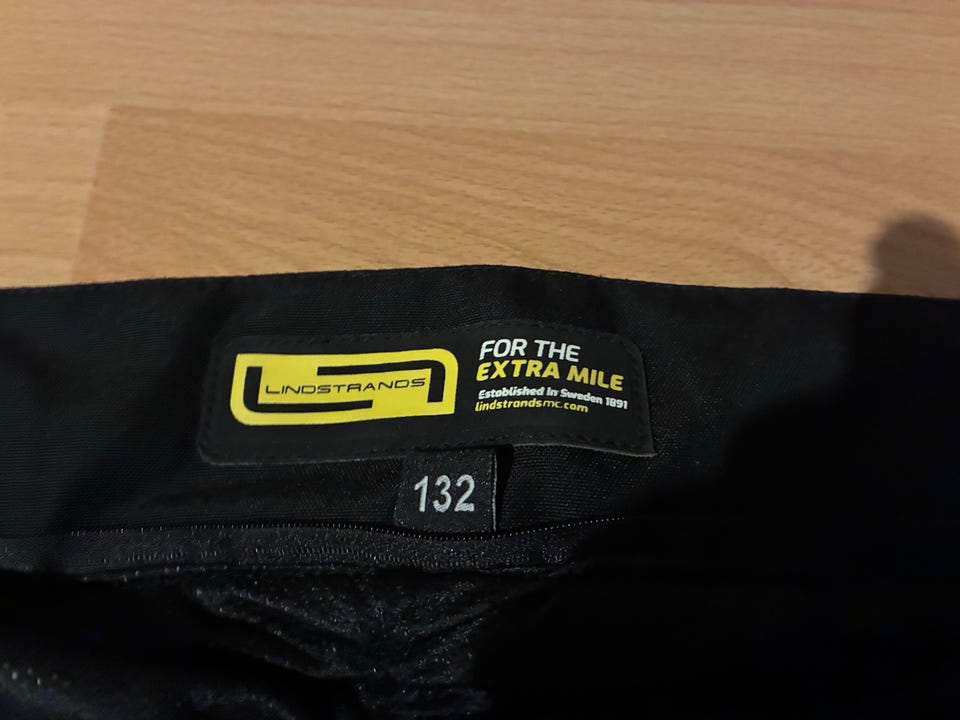 LINDSTRANDS
FOR THE
EXTRA MILE
Established in Sweden 1891
lindstrandsmc.com
132